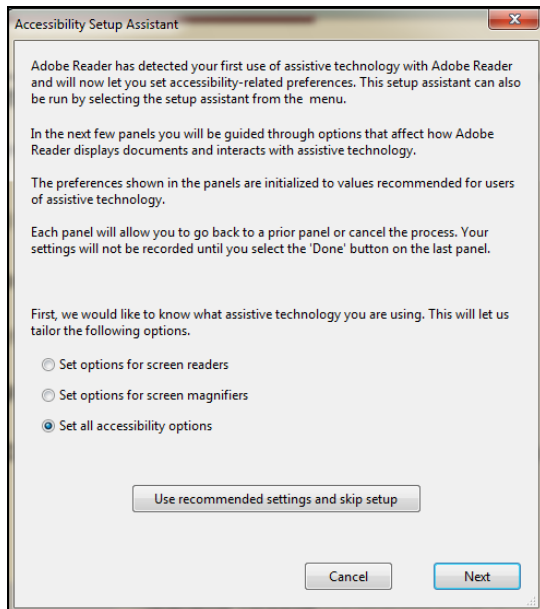 Accessibility Setup Assistant
Adobe Reader has detected your first use of assistive technology with Adobe Reader
and will now let you set accessibility-related preferences. This setup assistant can also
be run by selecting the setup assistant from the  menu.
In the next few panels you will be guided through options that affect how Adobe
Reader displays documents and interacts with assistive technology.
The preferences shown in the panels are initialized to values recommended for users
of assistive technology.
Each panel will allow you to go back to a prior panel or cancel the process. Your
settings will not be recorded until you select the 'Done' button on the last panel.
First, we would like to know what assistive technology you are using. This will let us
tailor the following options.
Set options for screen readers
Set options for screen magnifiers
Set all accessibility options
Use recommended settings and skip setup
Cancel Next